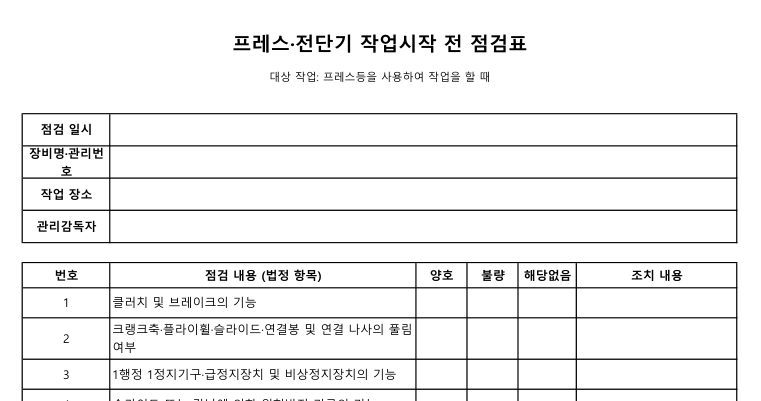 프레스·전단기 작업시작 전 점검표
대상 작업: 프레스등을 사용하여 작업을 할 때
점검 일시
장비명·관리번
호
작업 장소
관리감독자
번호 점검 내용 (법정 항목) 양호 불량 해당없음 조치 내용
1 클러치 및 브레이크의 기능
2 크랭크축·플라이휠·슬라이드·연결봉 및 연결 나사의 풀림
여부
3 1행정 1정지기구·급정지장치 및 비상정지장치의 기능